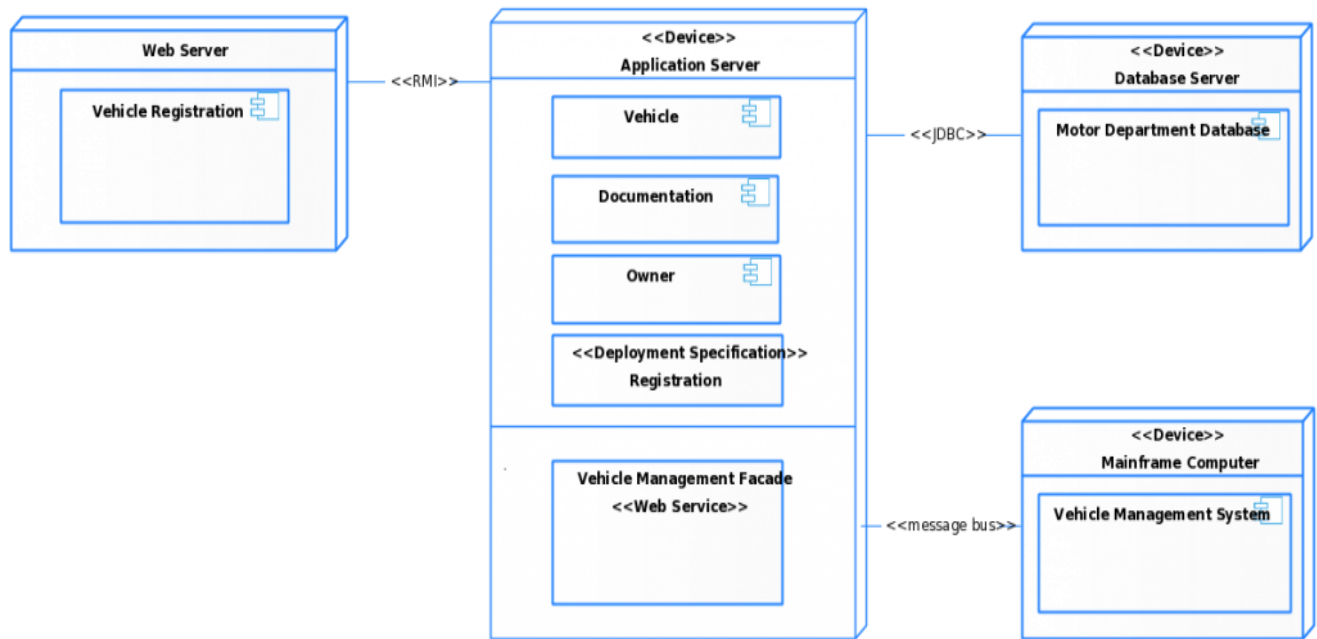 Web Server
Vehicle Registration
<<RMI>>
<<Device>>
Application Server
Vehicle
Documentation
Owner
<<Deployment Specification>>
Registration
Vehicle Management Facade
<<Web Service>>
<<JDBC>>
<<Device>>
Database Server
Motor Department Database
<<message bus>>
<<Device>>
Mainframe Computer
Vehicle Management System